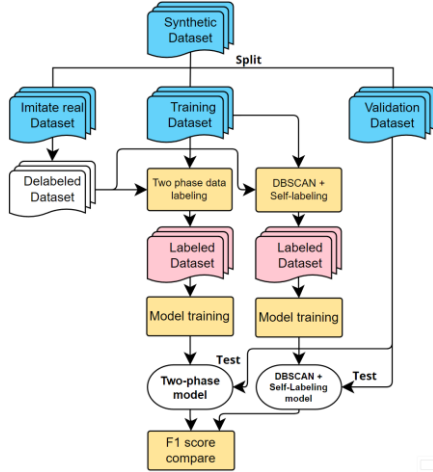 Synthetic
Dataset
Split
Imitate real
Dataset
Training
Dataset
Validation
Dataset
Delabeled
Dataset
Two phase data
labeling
DBSCAN +
Self-labeling
Labeled
Dataset
Labeled
Dataset
Model training
Model training
Test
Two-phase
model
DBSCAN +
Self-Labeling
model
Test
F1 score
compare